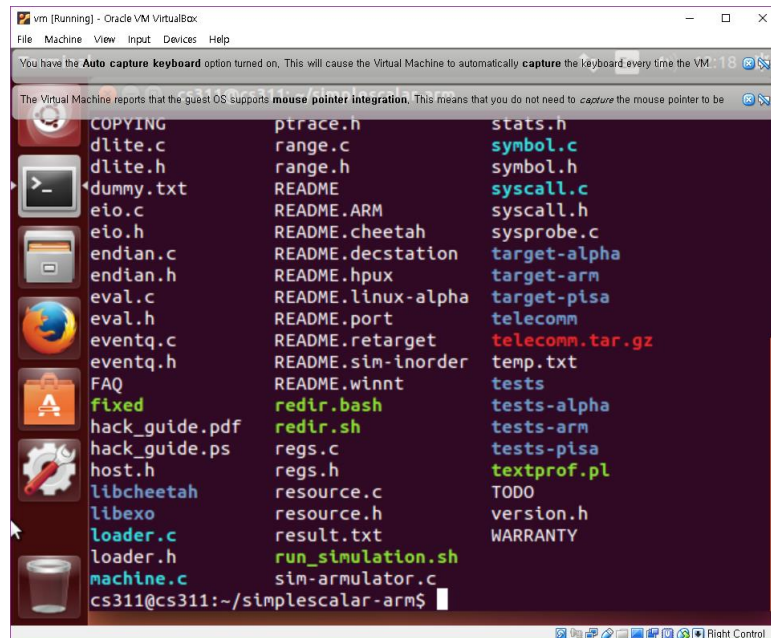 vm [Running] - Oracle VM VirtualBox
File Machine View Input Devices Help
You have the Auto capture keyboard option turned on. This will cause the Virtual Machine to automatically capture the keyboard every time the VM
The Virtual Machine reports that the guest OS supports mouse pointer integration. This means that you do not need to capture the mouse pointer to be
COPYING ptrace.h stats.h
dlite.c range.c symbol.c
dlite.h range.h symbol.h
dummy.txt README syscall.c
eio.c README.ARM syscall.h
eio.h README.cheetah sysprobe.c
endian.c README.decstation target-alpha
endian.h README.hpux target-arm
eval.c README.linux-alpha target-pisa
eval.h README.port telecomm
eventq.c README.retarget telecomm.tar.gz
eventq.h README.sim-inorder temp.txt
FAQ README.winnt tests
fixed redir.bash tests-alpha
hack_guide.pdf redir.sh tests-arm
hack_guide.ps regs.c tests-pisa
host.h regs.h textprof.pl
libcheetah resource.c TODO
libexo resource.h version.h
loader.c result.txt WARRANTY
loader.h run_simulation.sh
machine.c sim-armulator.c
cs311@cs311:~/simplescalar-arm$
Right Control